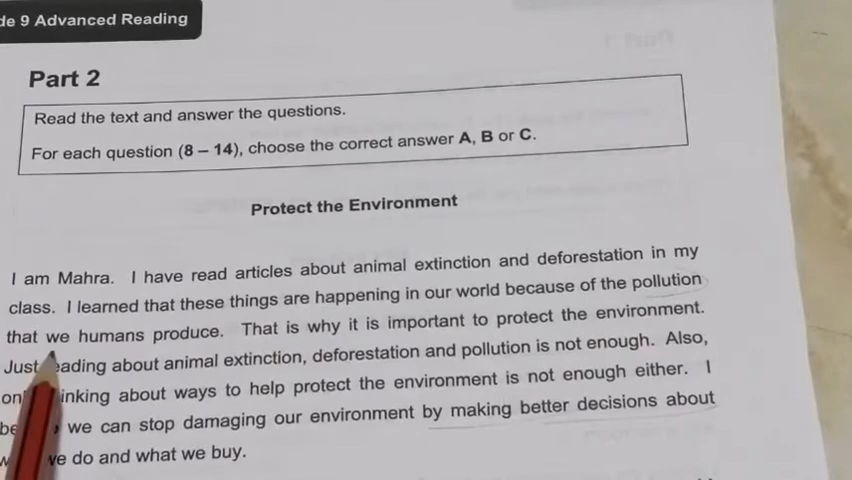 de 9 Advanced Reading
Part 2
Read the text and answer the questions.
For each question (8 – 14), choose the correct answer A, B or C.
Protect the Environment
I am Mahra. I have read articles about animal extinction and deforestation in my
class. I learned that these things are happening in our world because of the pollution
that we humans produce. That is why it is important to protect the environment.
Just eading about animal extinction, deforestation and pollution is not enough. Also,
on inking about ways to help protect the environment is not enough either. I
be we can stop damaging our environment by making better decisions about
w we do and what we buy.